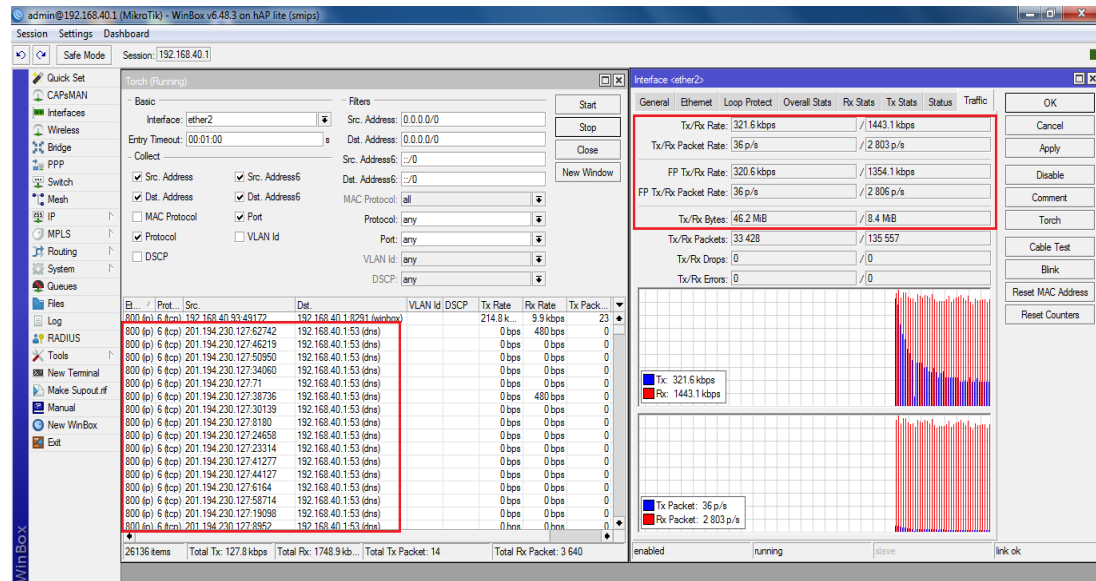 admin@192.168.40.1 (MikroTik) - WinBox v6.48.3 on hAP lite (smips)
Session Settings Dashboard
Safe Mode Session: 192.168.40.1
Quick Set
CAPsMAN
Interfaces
Wireless
Bridge
PPP
Switch
Mesh
IP
MPLS
Routing
System
Queues
Files
Log
RADIUS
Tools
New Terminal
Make Supout.rif
Manual
New WinBox
Exit
WinBox
Torch (Running)
Basic
Interface: ether2
Entry Timeout: 00:01:00 s
Collect
Src. Address Src. Address6
Dst. Address Dst. Address6
MAC Protocol Port
Protocol VLAN Id
DSCP
Filters
Src. Address: 0.0.0.0/0
Dst. Address: 0.0.0.0/0
Src. Address6: ::/0
Dst. Address6: ::/0
MAC Protocol: all
Protocol: any
Port: any
VLAN Id: any
DSCP: any
Start
Stop
Close
New Window
Et... Prot... Src. Dst. VLAN Id DSCP Tx Rate Rx Rate Tx Pack...
800 (ip) 6 (tcp) 192.168.40.93:49172 192.168.40.1:8291 (winbox) 214.8 k... 9.9 kbps 23
800 (ip) 6 (tcp) 201.194.230.127:62742 192.168.40.1:53 (dns) 0 bps 480 bps 0
800 (ip) 6 (tcp) 201.194.230.127:46219 192.168.40.1:53 (dns) 0 bps 0 bps 0
800 (ip) 6 (tcp) 201.194.230.127:50950 192.168.40.1:53 (dns) 0 bps 0 bps 0
800 (ip) 6 (tcp) 201.194.230.127:34060 192.168.40.1:53 (dns) 0 bps 0 bps 0
800 (ip) 6 (tcp) 201.194.230.127:71 192.168.40.1:53 (dns) 0 bps 0 bps 0
800 (ip) 6 (tcp) 201.194.230.127:38736 192.168.40.1:53 (dns) 0 bps 480 bps 0
800 (ip) 6 (tcp) 201.194.230.127:30139 192.168.40.1:53 (dns) 0 bps 0 bps 0
800 (ip) 6 (tcp) 201.194.230.127:8180 192.168.40.1:53 (dns) 0 bps 0 bps 0
800 (ip) 6 (tcp) 201.194.230.127:24658 192.168.40.1:53 (dns) 0 bps 0 bps 0
800 (ip) 6 (tcp) 201.194.230.127:23314 192.168.40.1:53 (dns) 0 bps 0 bps 0
800 (ip) 6 (tcp) 201.194.230.127:41277 192.168.40.1:53 (dns) 0 bps 0 bps 0
800 (ip) 6 (tcp) 201.194.230.127:44127 192.168.40.1:53 (dns) 0 bps 0 bps 0
800 (ip) 6 (tcp) 201.194.230.127:6164 192.168.40.1:53 (dns) 0 bps 0 bps 0
800 (ip) 6 (tcp) 201.194.230.127:58714 192.168.40.1:53 (dns) 0 bps 0 bps 0
800 (ip) 6 (tcp) 201.194.230.127:19098 192.168.40.1:53 (dns) 0 bps 0 bps 0
800 (ip) 6 (tcp) 201.194.230.127:8952 192.168.40.1:53 (dns) 0 bps 0 bps 0
26136 items Total Tx: 127.8 kbps Total Rx: 1748.9 kb... Total Tx Packet: 14 Total Rx Packet: 3 640
Interface <ether2>
General Ethernet Loop Protect Overall Stats Rx Stats Tx Stats Status Traffic
Tx/Rx Rate: 321.6 kbps / 1443.1 kbps
Tx/Rx Packet Rate: 36 p/s / 2 803 p/s
FP Tx/Rx Rate: 320.6 kbps / 1354.1 kbps
FP Tx/Rx Packet Rate: 36 p/s / 2 806 p/s
Tx/Rx Bytes: 46.2 MiB / 8.4 MiB
Tx/Rx Packets: 33 428 / 135 557
Tx/Rx Drops: 0 / 0
Tx/Rx Errors: 0 / 0
Tx: 321.6 kbps
Rx: 1443.1 kbps
Tx Packet: 36 p/s
Rx Packet: 2 803 p/s
enabled running slave link ok
OK
Cancel
Apply
Disable
Comment
Torch
Cable Test
Blink
Reset MAC Address
Reset Counters